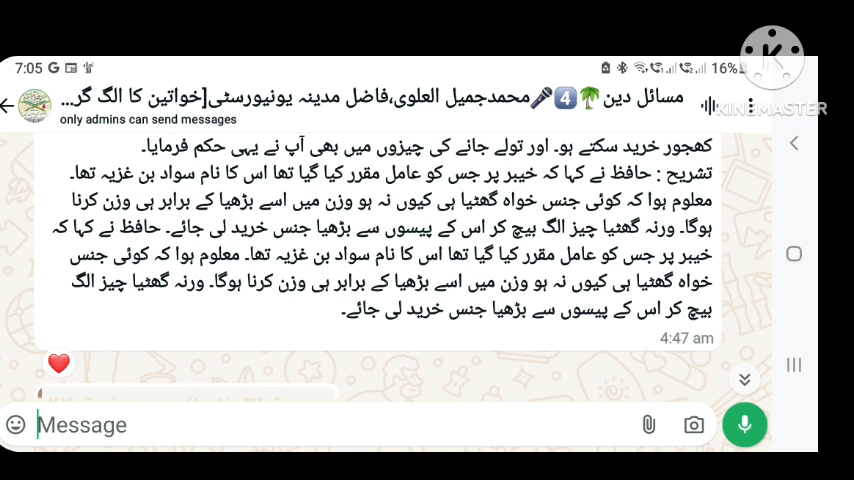 7:05
16%
K
KINEMASTER
مسائل دین🌴4️⃣🎤محمدجمیل العلوی،فاضل مدینہ یونیورسٹی[خواتین کا الگ گر...
only admins can send messages
کھجور خرید سکتے ہو۔ اور تولے جانے کی چیزوں میں بھی آپ نے یہی حکم فرمایا۔
تشریح : حافظ نے کہا کہ خیبر پر جس کو عامل مقرر کیا گیا تھا اس کا نام سواد بن غزیہ تھا۔
معلوم ہوا کہ کوئی جنس خواہ گھٹیا ہی کیوں نہ ہو وزن میں اسے بڑھیا کے برابر ہی وزن کرنا
ہوگا۔ ورنہ گھٹیا چیز الگ بیچ کر اس کے پیسوں سے بڑھیا جنس خرید لی جائے۔ حافظ نے کہا کہ
خیبر پر جس کو عامل مقرر کیا گیا تھا اس کا نام سواد بن غزیہ تھا۔ معلوم ہوا کہ کوئی جنس
خواہ گھٹیا ہی کیوں نہ ہو وزن میں اسے بڑھیا کے برابر ہی وزن کرنا ہوگا۔ ورنہ گھٹیا چیز الگ
بیچ کر اس کے پیسوں سے بڑھیا جنس خرید لی جائے۔
4:47 am
Message